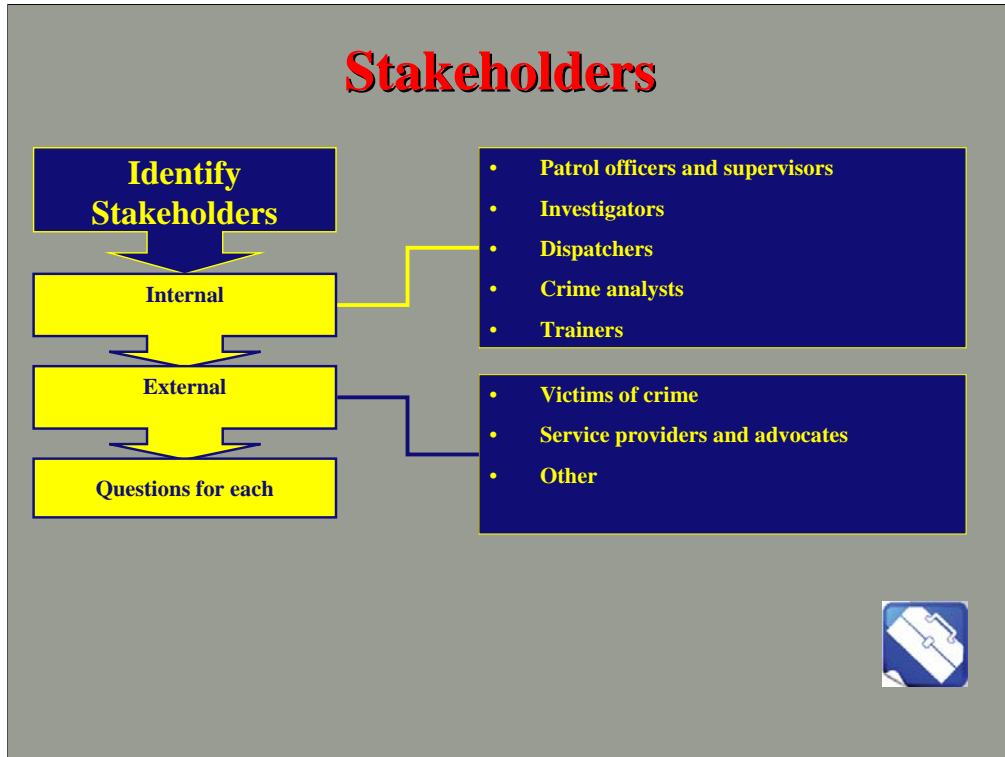 Stakeholders
Identify
Stakeholders
Internal
External
Questions for each
• Patrol officers and supervisors
• Investigators
• Dispatchers
• Crime analysts
• Trainers
• Victims of crime
• Service providers and advocates
• Other